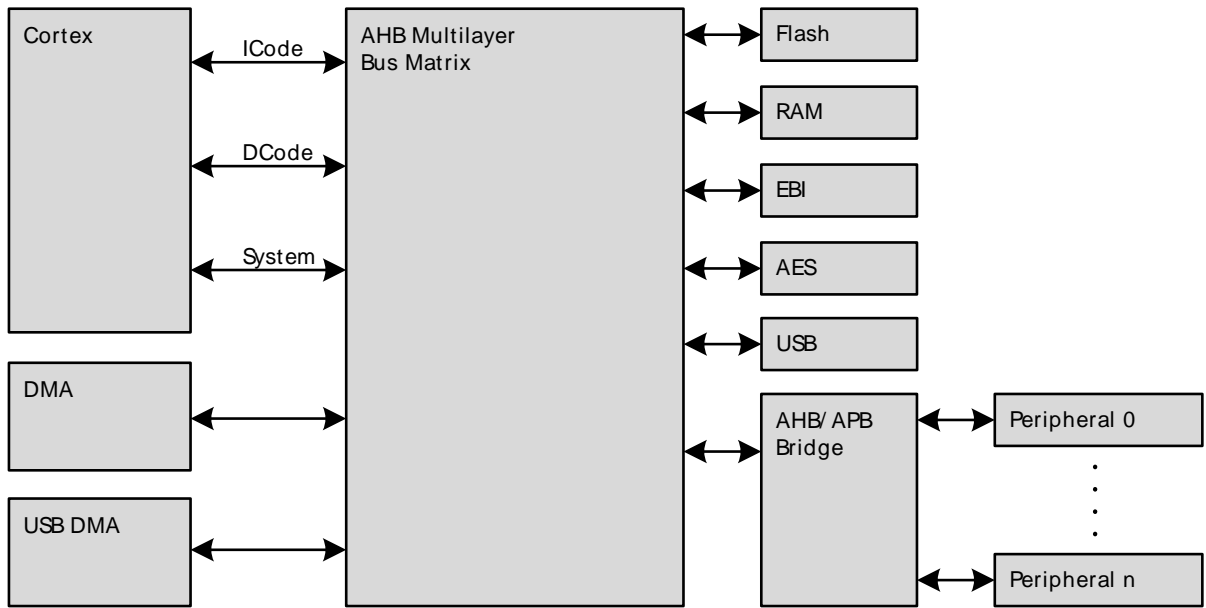 Cortex
ICode
DCode
System
DMA
USB DMA
AHB Multilayer
Bus Matrix
Flash
RAM
EBI
AES
USB
AHB/APB
Bridge
Peripheral 0
Peripheral n